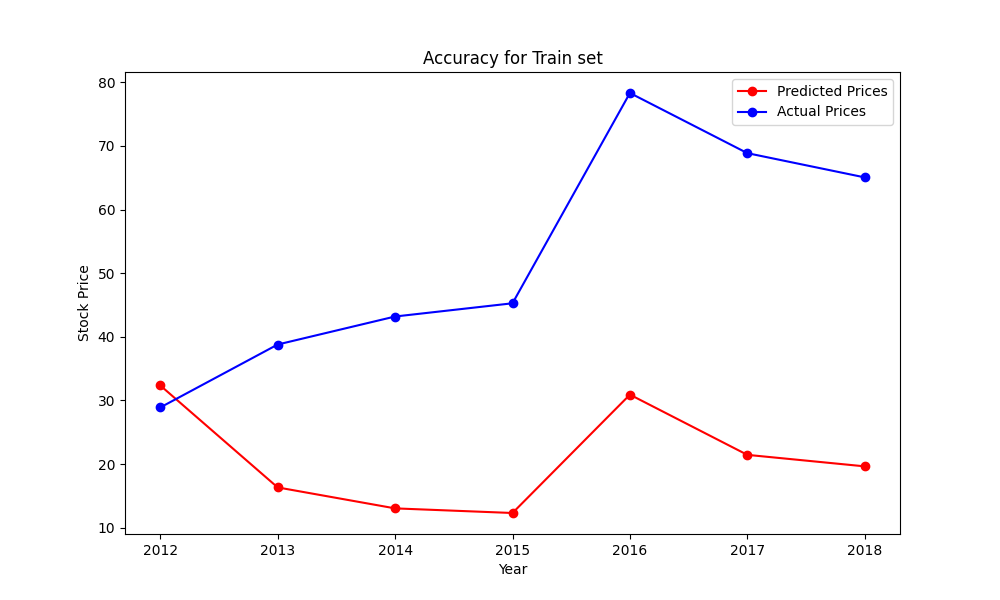 Accuracy for Train set
Predicted Prices
Actual Prices
80
70
60
50
40
30
20
10
Stock Price
2012 2013 2014 2015 2016 2017 2018
Year